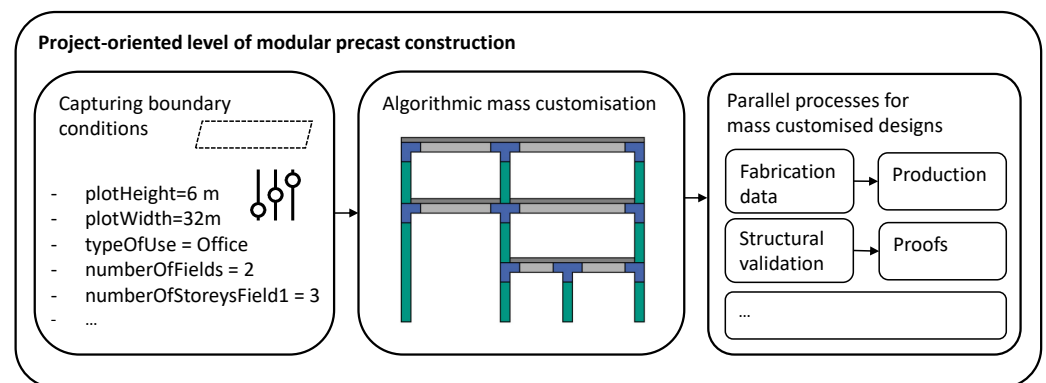 Project-oriented level of modular precast construction
Capturing boundary
conditions
- plotHeight=6 m
- plotWidth=32m
- typeOfUse = Office
- numberOfFields = 2
- numberOfStoreysField1 = 3
- ...
Algorithmic mass customisation
Parallel processes for
mass customised designs
Fabrication
data
Production
Structural
validation
Proofs
...